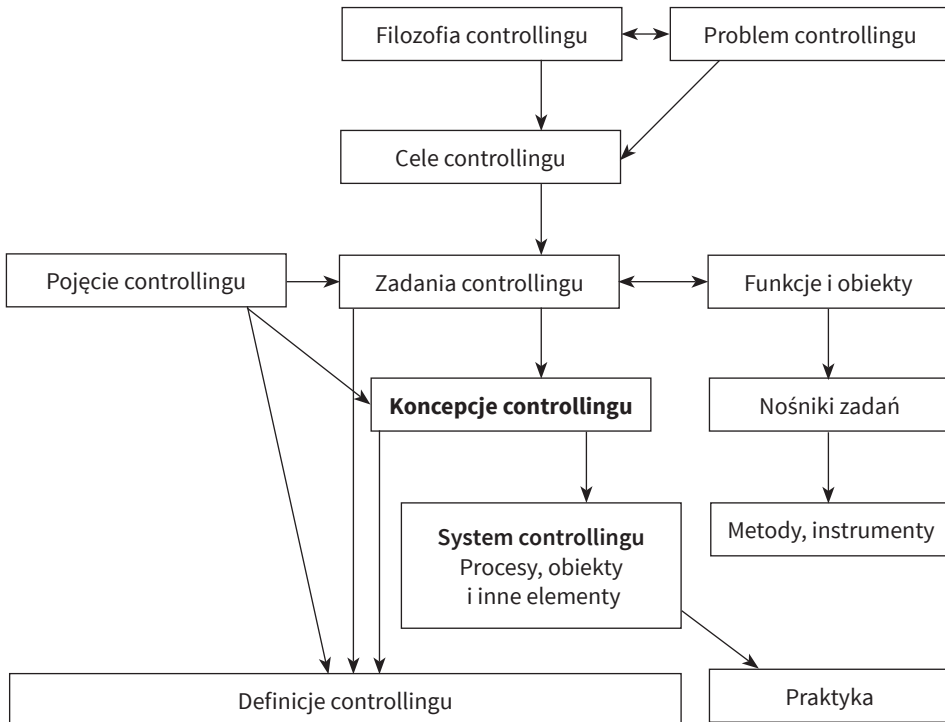 Filozofia controllingu
Problem controllingu
Cele controllingu
Pojęcie controllingu
Zadania controllingu
Funkcje i obiekty
Koncepcje controllingu
Nośniki zadań
System controllingu
Procesy, obiekty
i inne elementy
Metody, instrumenty
Definicje controllingu
Praktyka